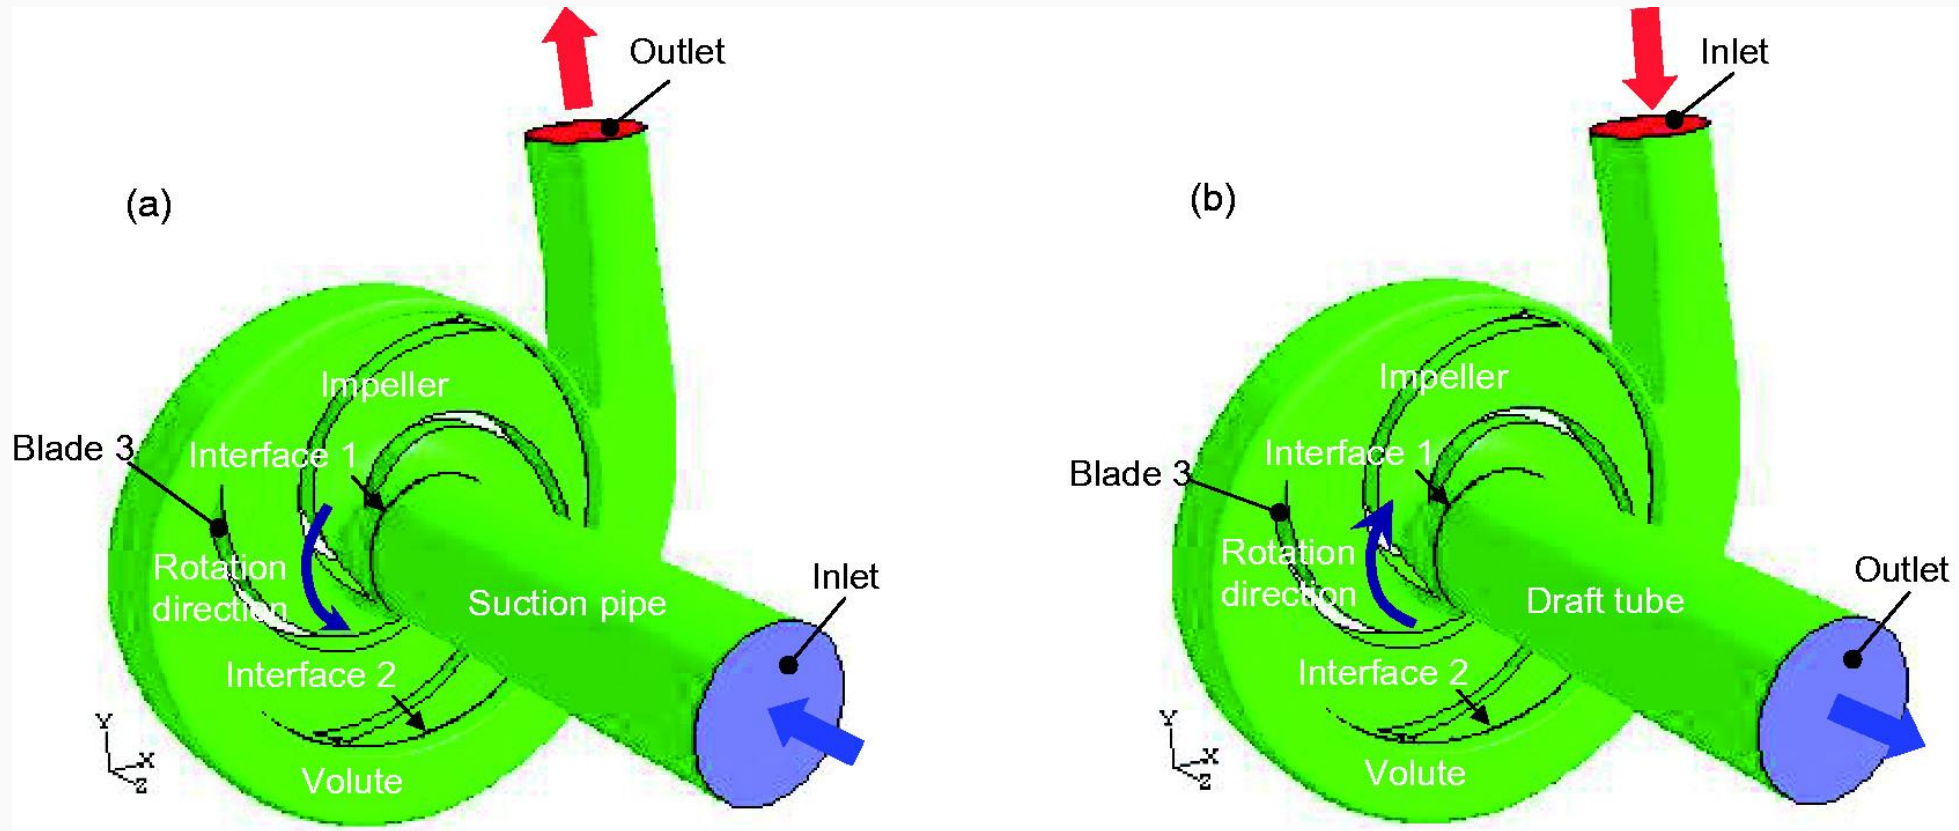 (a)
Outlet
Impeller
Blade 3
Interface 1
Rotation
direction
Suction pipe
Inlet
Interface 2
Volute
Y
X
Z
(b)
Inlet
Impeller
Interface 1
Blade 3
Rotation
direction
Draft tube
Outlet
Interface 2
Volute
Y
X
Z